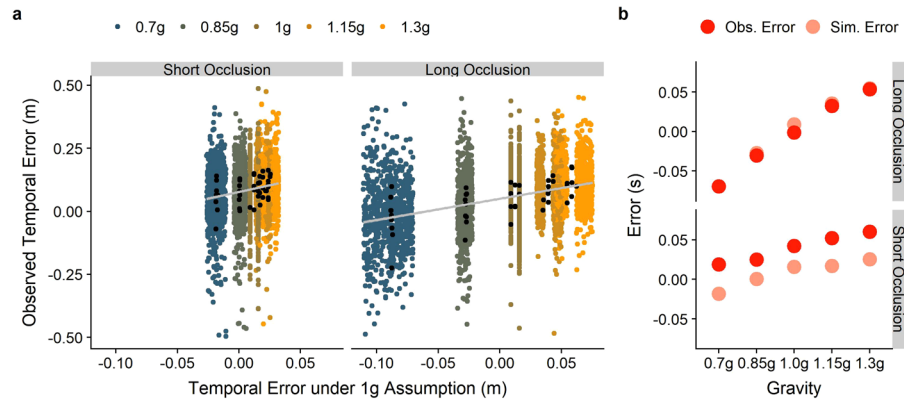 a
0.7g 0.85g 1g 1.15g 1.3g
Short Occlusion Long Occlusion
Observed Temporal Error (m)
0.50
0.25
0.00
-0.25
-0.50
-0.10 -0.05 0.00 0.05 -0.10 -0.05 0.00 0.05
Temporal Error under 1g Assumption (m)
b
Obs. Error Sim. Error
Error (s)
0.05
0.00
-0.05
Long Occlusion
0.05
0.00
-0.05
Short Occlusion
0.7g 0.85g 1.0g 1.15g 1.3g
Gravity